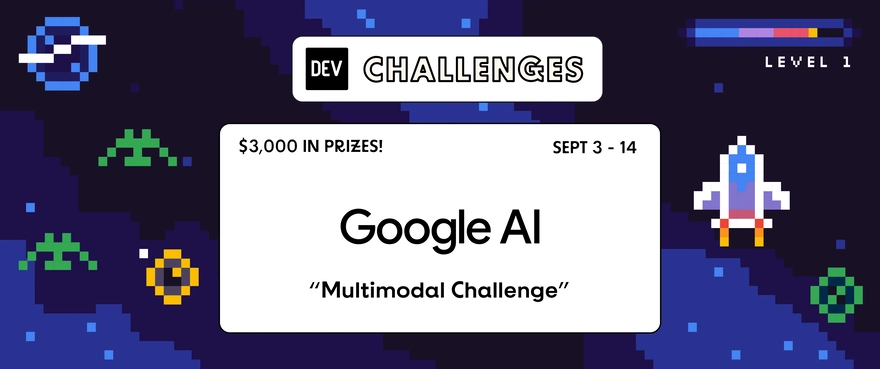 DEV CHALLENGES
LEVEL 1
$3,000 IN PRIZES!
SEPT 3 - 14
Google AI
“Multimodal Challenge”